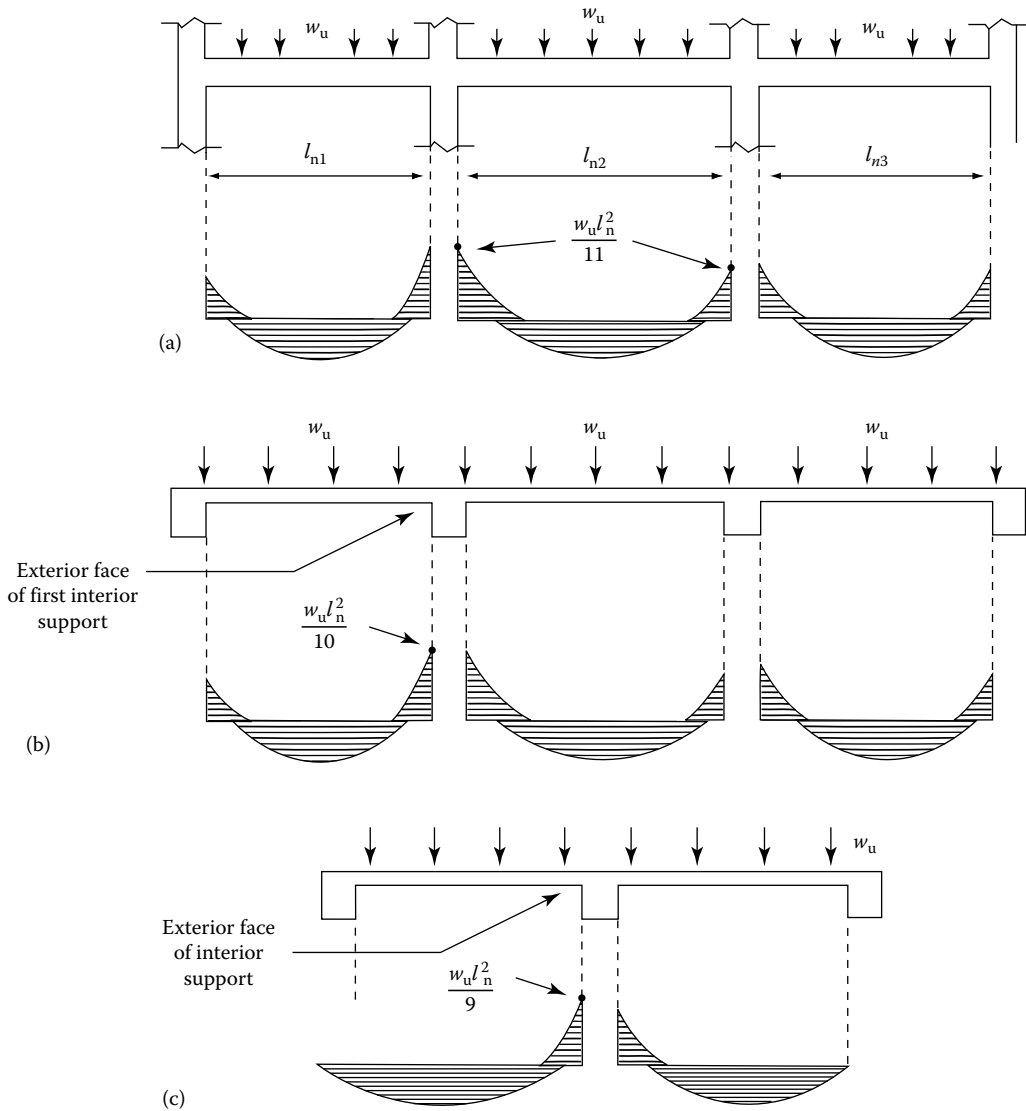 w_u w_u w_u
l_n1 l_n2 l_n3
w_u l_n^2
11
(a)
w_u w_u w_u
Exterior face
of first interior
support
w_u l_n^2
10
(b)
w_u
Exterior face
of interior
support
w_u l_n^2
9
(c)